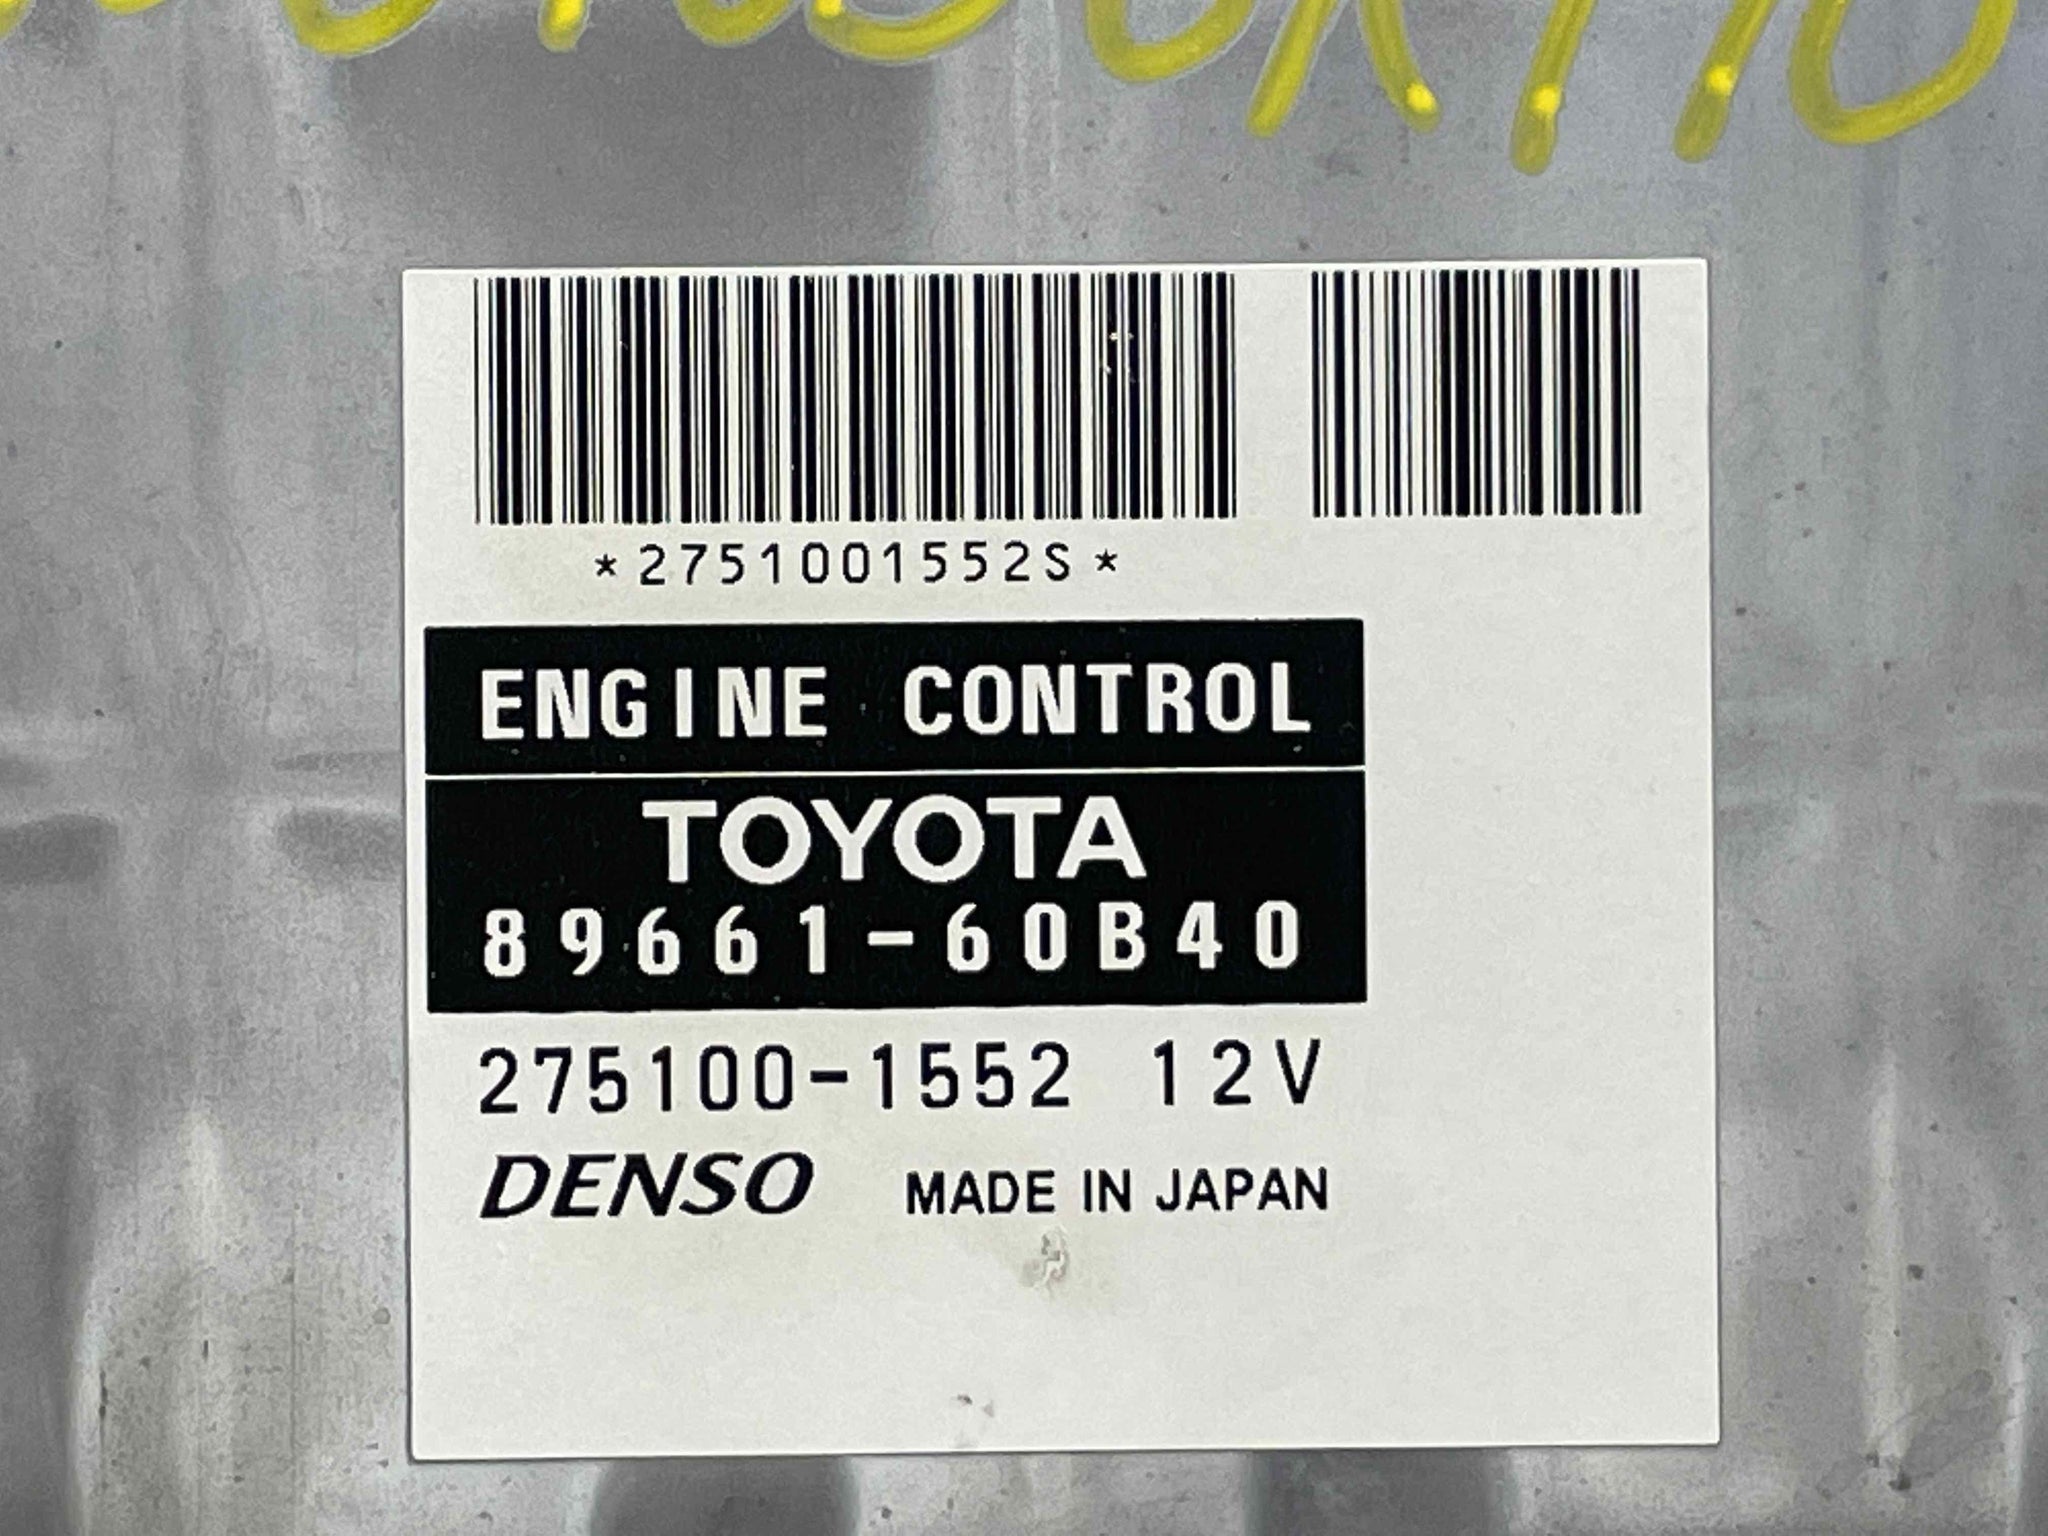 *2751001552S*
ENGINE CONTROL
TOYOTA
89661-60B40
275100-1552 12V
DENSO MADE IN JAPAN